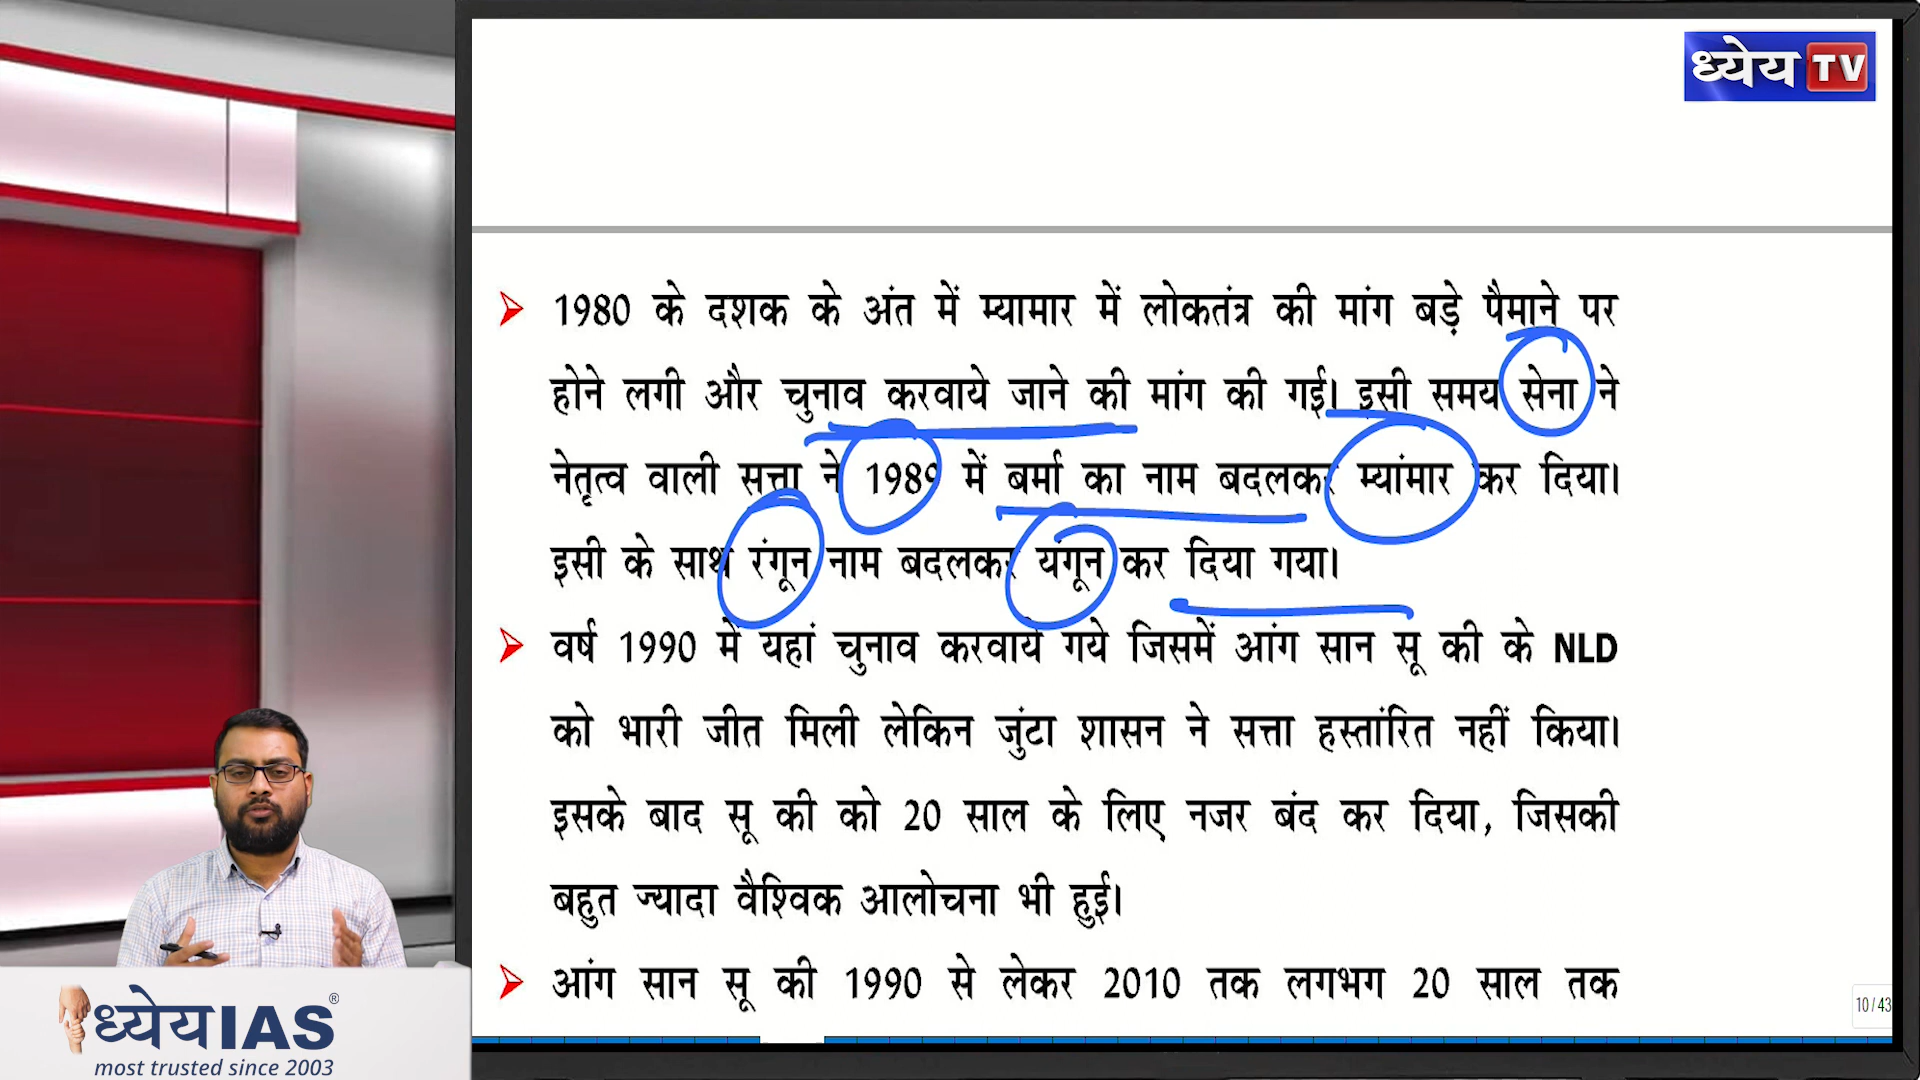 ध्येय TV
1980 के दशक के अंत में म्यामार में लोकतंत्र की मांग बड़े पैमाने पर
होने लगी और चुनाव करवाये जाने की मांग की गई। इसी समय सेना ने
नेतृत्व वाली सत्ता ने 1989 में बर्मा का नाम बदलकर म्यांमार कर दिया।
इसी के साथ रंगून नाम बदलकर यंगून कर दिया गया।
वर्ष 1990 में यहां चुनाव करवाये गये जिसमें आंग सान सू की के NLD
को भारी जीत मिली लेकिन जुंटा शासन ने सत्ता हस्तांरित नहीं किया।
इसके बाद सू की को 20 साल के लिए नजर बंद कर दिया, जिसकी
बहुत ज्यादा वैश्विक आलोचना भी हुई।
आंग सान सू की 1990 से लेकर 2010 तक लगभग 20 साल तक
10/43
ध्येय IAS®
most trusted since 2003